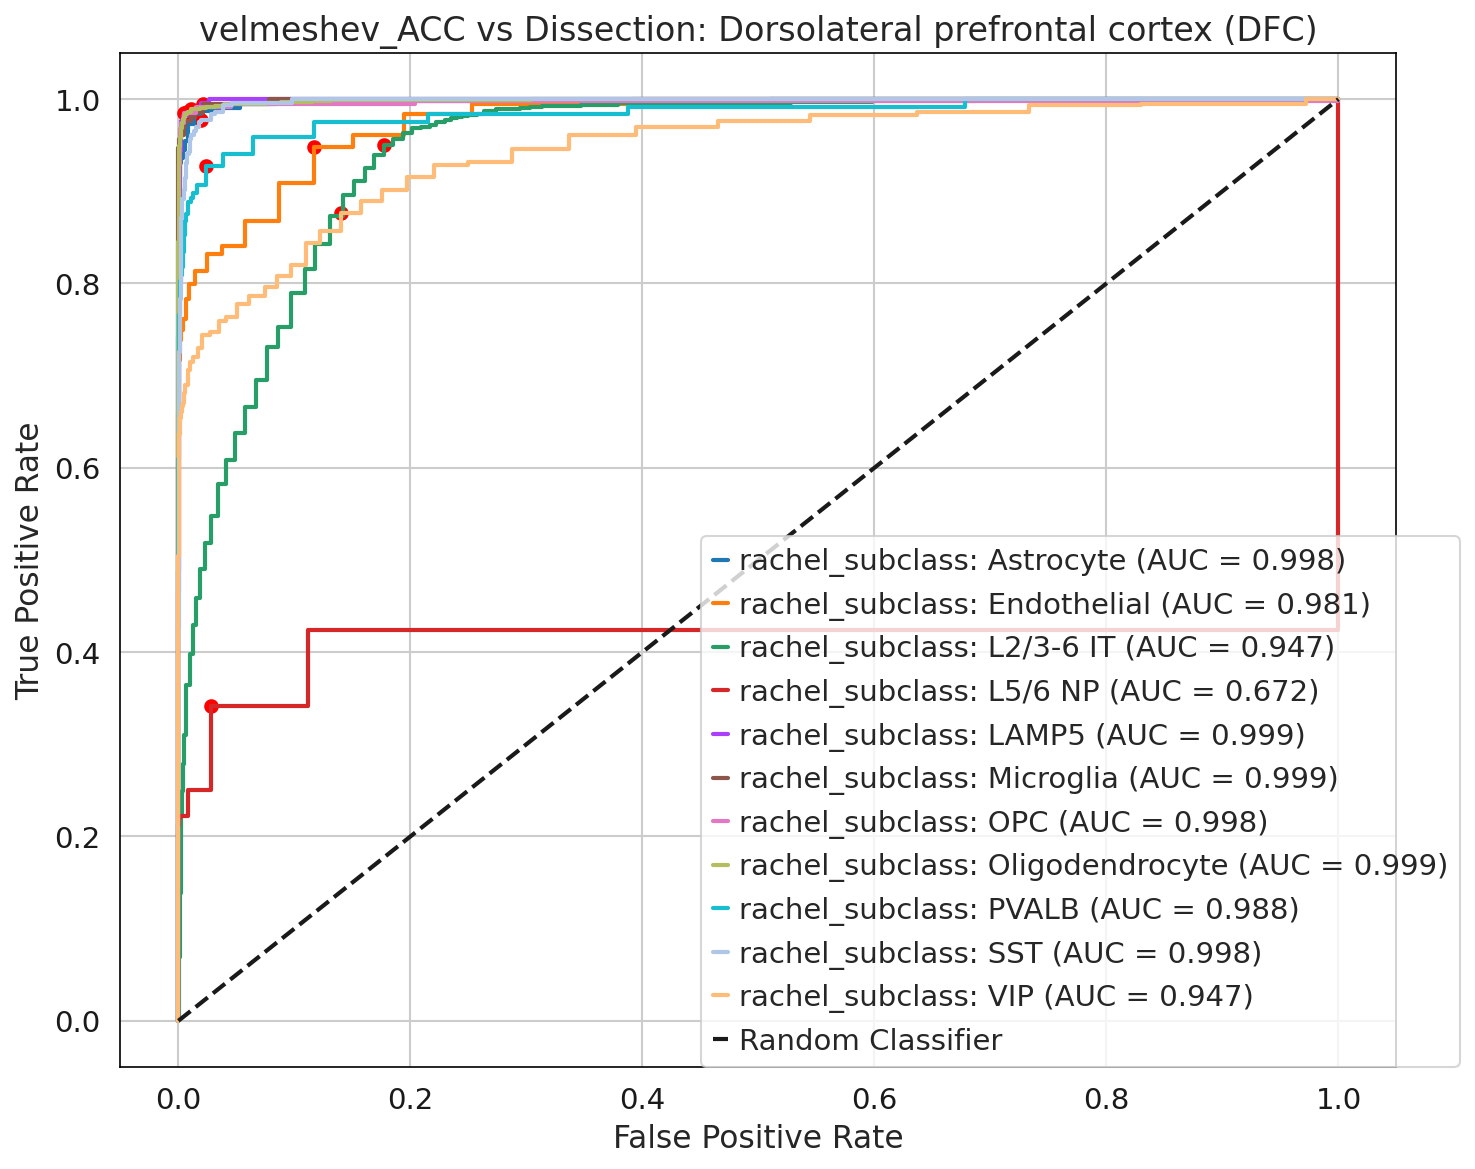 velmeshev_ACC vs Dissection: Dorsolateral prefrontal cortex (DFC)
1.0
0.8
0.6
0.4
0.2
0.0
True Positive Rate
rachel_subclass: Astrocyte (AUC = 0.998)
rachel_subclass: Endothelial (AUC = 0.981)
rachel_subclass: L2/3-6 IT (AUC = 0.947)
rachel_subclass: L5/6 NP (AUC = 0.672)
rachel_subclass: LAMP5 (AUC = 0.999)
rachel_subclass: Microglia (AUC = 0.999)
rachel_subclass: OPC (AUC = 0.998)
rachel_subclass: Oligodendrocyte (AUC = 0.999)
rachel_subclass: PVALB (AUC = 0.988)
rachel_subclass: SST (AUC = 0.998)
rachel_subclass: VIP (AUC = 0.947)
Random Classifier
0.0 0.2 0.4 0.6 0.8 1.0
False Positive Rate